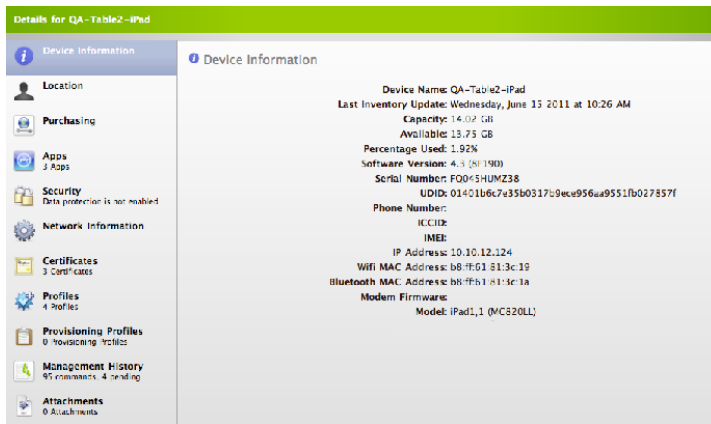 Details for QA-Table2-iPad
Device Information
Location
Purchasing
Apps
3 Apps
Security
Data protection is not enabled
Network Information
Certificates
3 Certificates
Profiles
4 Profiles
Provisioning Profiles
0 Provisioning Profiles
Management History
95 commands, 4 pending
Attachments
0 Attachments
Device Information
Device Name: QA-Table2-iPad
Last Inventory Update: Wednesday, June 15 2011 at 10:26 AM
Capacity: 14.02 GB
Available: 13.75 GB
Percentage Used: 1.92%
Software Version: 4.3 (8F190)
Serial Number: FQ045HUMZ38
UDID: 01401b6c7e35b0317b9ece956aa9551fb027857f
Phone Number:
ICCID:
IMEI:
IP Address: 10.10.12.124
Wifi MAC Address: b8:ff:61:81:3c:19
Bluetooth MAC Address: b8:ff:61:81:3c:1a
Modem Firmware:
Model: iPad1,1 (MC820LL)